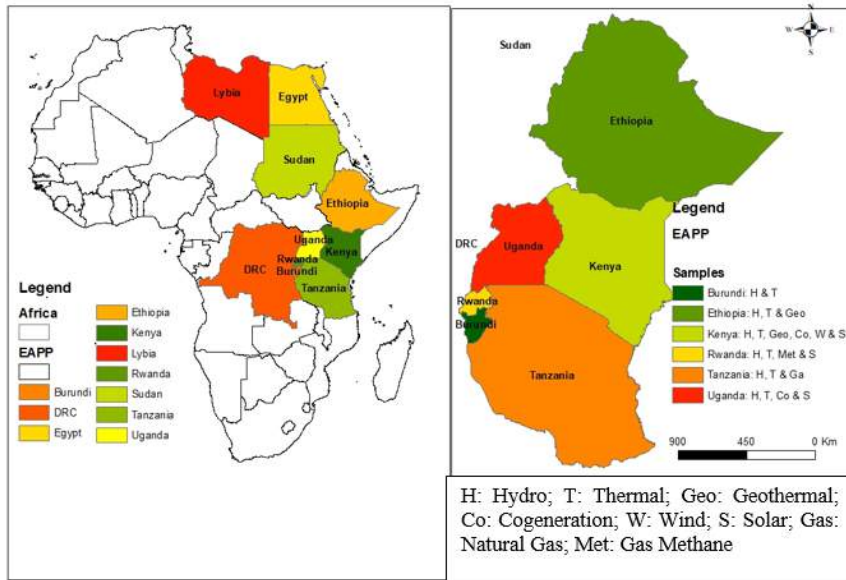 Lybia
Egypt
Sudan
Ethiopia
Uganda
Kenya
DRC
Rwanda
Burundi
Tanzania
Legend
Africa
EAPP
Burundi
DRC
Egypt
Ethiopia
Kenya
Lybia
Rwanda
Sudan
Tanzania
Uganda
N
W
E
S
Sudan
Ethiopia
DRC
Uganda
Kenya
Rwanda
Burundi
Tanzania
Legend
EAPP
Samples
Burundi: H & T
Ethiopia: H, T & Geo
Kenya: H, T, Geo, Co, W & S
Rwanda: H, T, Met & S
Tanzania: H, T & Ga
Uganda: H, T, Co & S
900 450 0 Km
H: Hydro; T: Thermal; Geo: Geothermal;
Co: Cogeneration; W: Wind; S: Solar; Gas:
Natural Gas; Met: Gas Methane